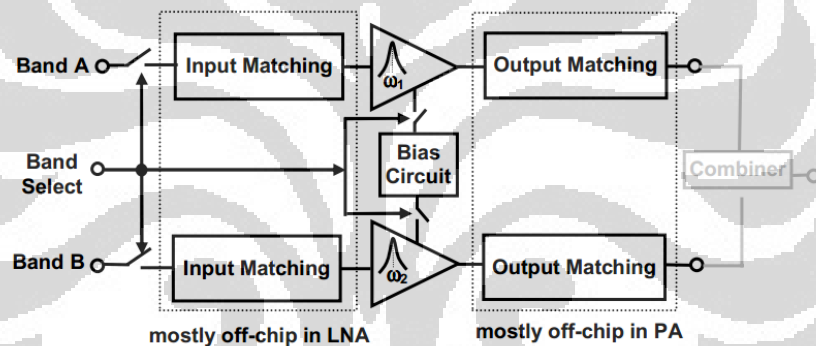 Band A
Input Matching
ω1
Output Matching
Band
Select
Bias
Circuit
Combiner
Band B
Input Matching
ω2
Output Matching
mostly off-chip in LNA
mostly off-chip in PA